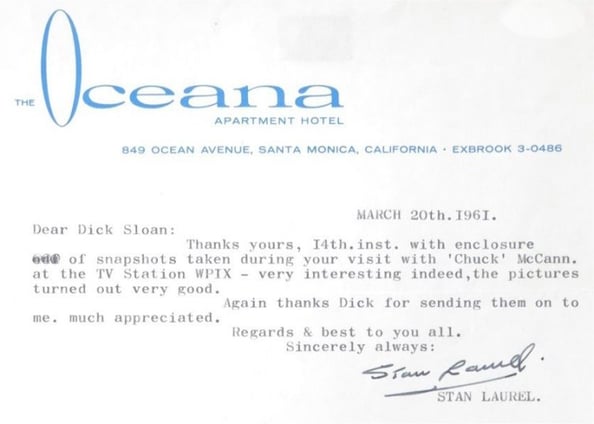 THE Oceana
APARTMENT HOTEL
849 OCEAN AVENUE, SANTA MONICA, CALIFORNIA · EXBROOK 3-0486
MARCH 20th.I96I.
Dear Dick Sloan:
Thanks yours, I4th.inst. with enclosure
of snapshots taken during your visit with 'Chuck' McCann.
at the TV Station WPIX - very interesting indeed,the pictures
turned out very good.
Again thanks Dick for sending them on to
me. much appreciated.
Regards & best to you all.
Sincerely always:
Stan Laurel.
STAN LAUREL.